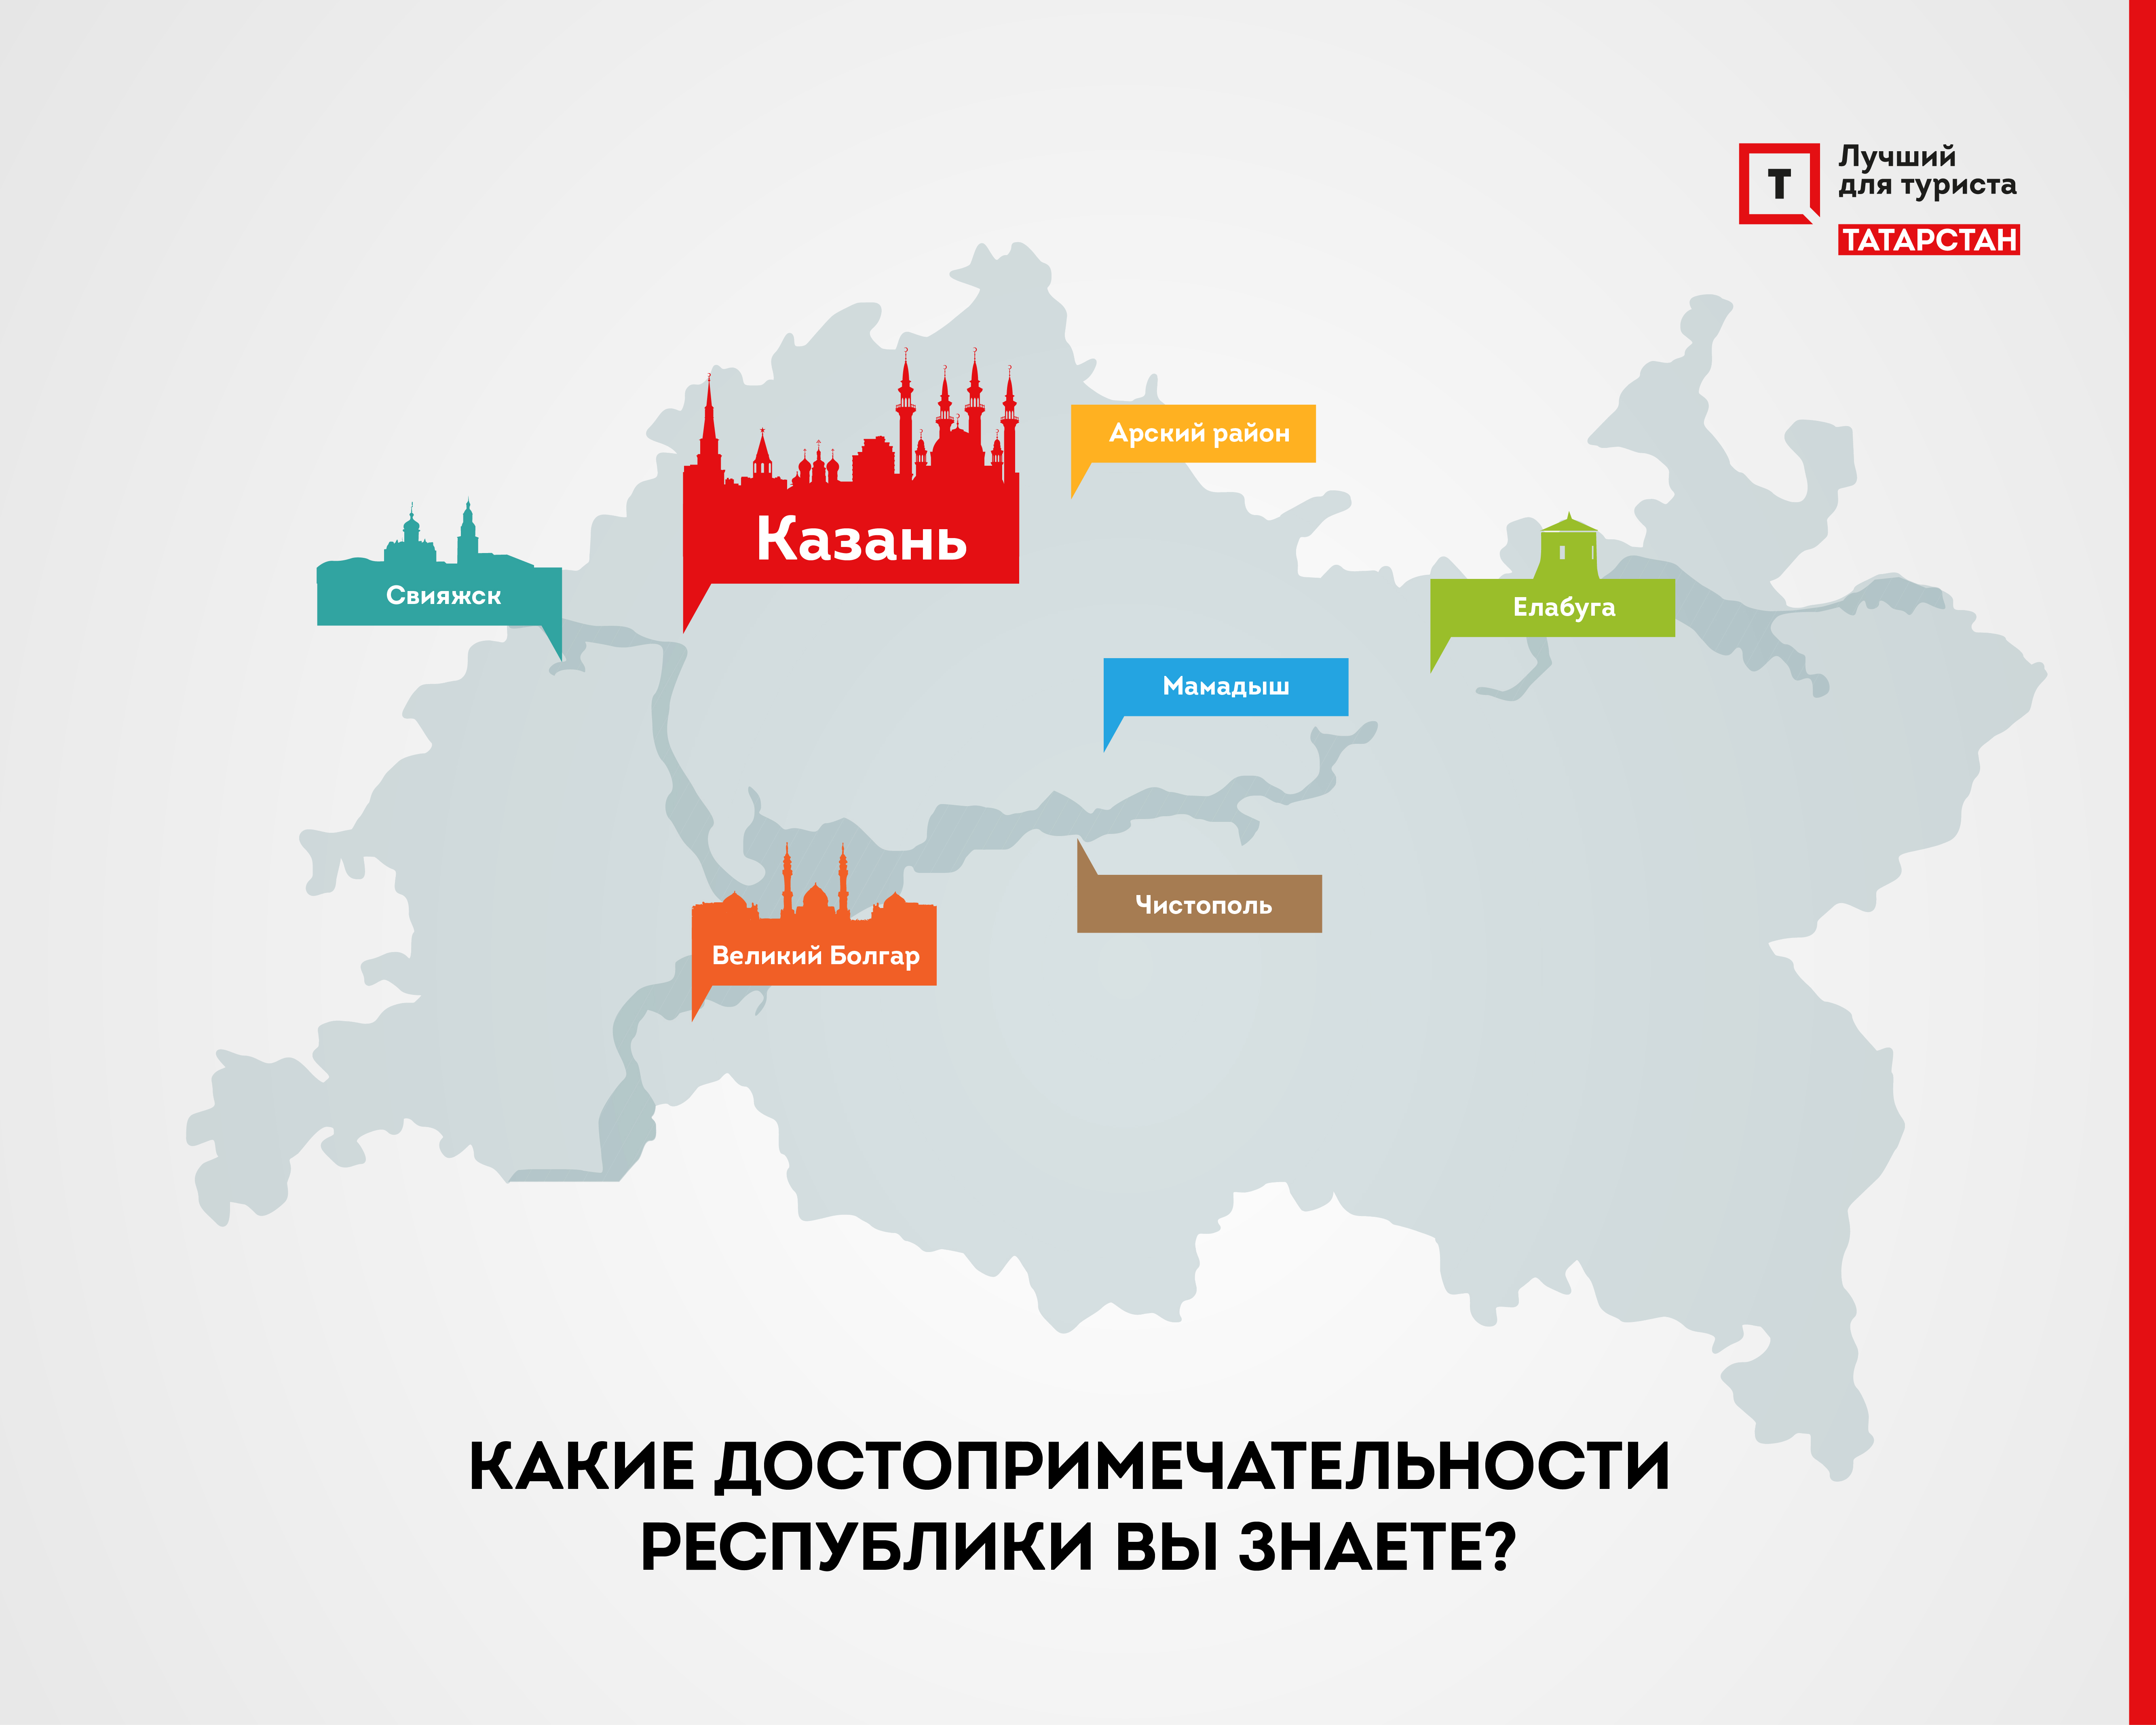 Т
Лучший
для туриста
ТАТАРСТАН
Арский район
Казань
Свияжск
Елабуга
Мамадыш
Чистополь
Великий Болгар
КАКИЕ ДОСТОПРИМЕЧАТЕЛЬНОСТИ
РЕСПУБЛИКИ ВЫ ЗНАЕТЕ?